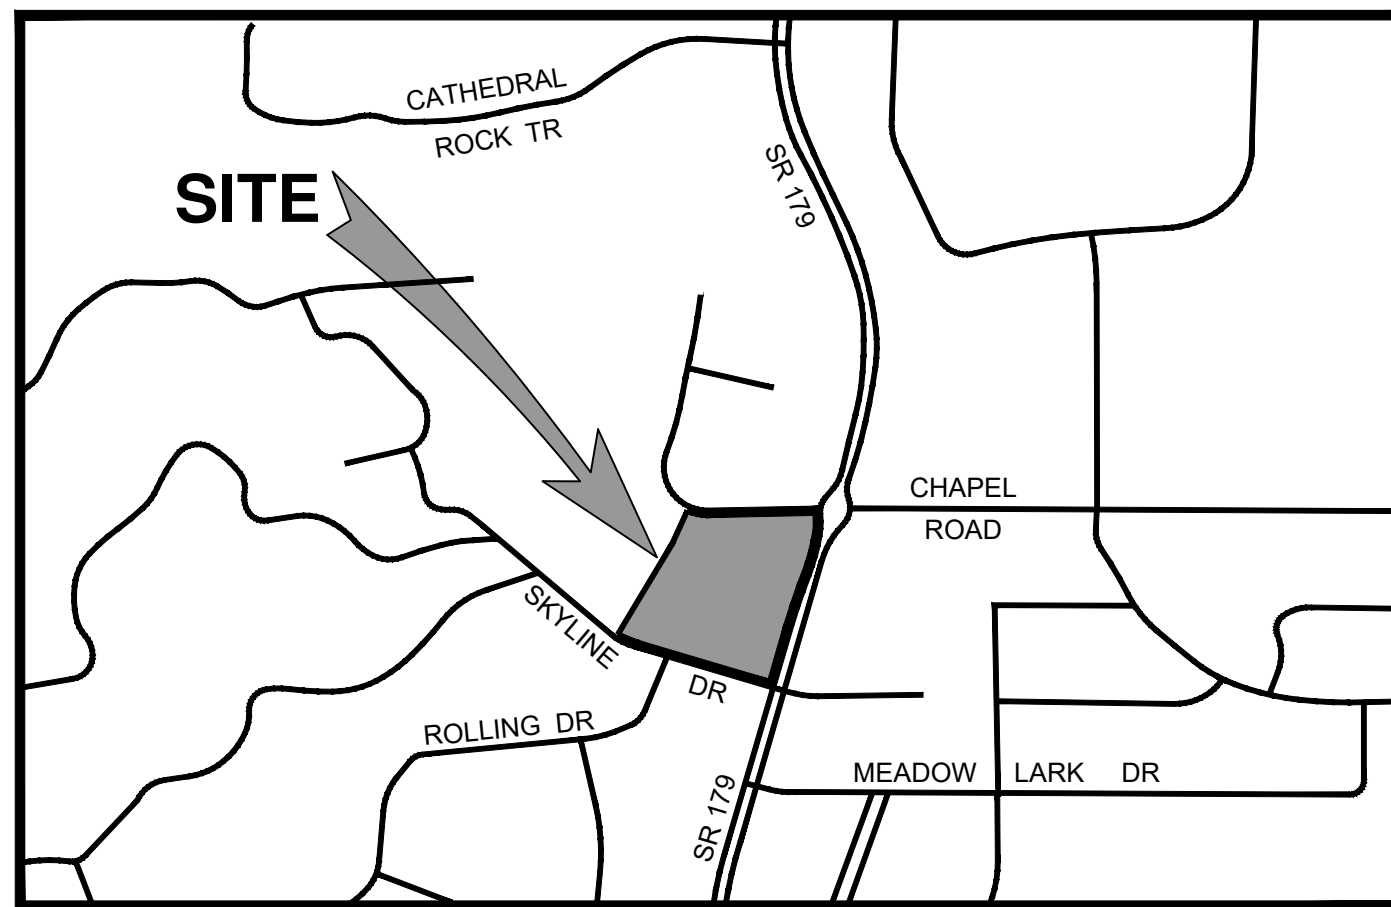 CATHEDRAL
ROCK TR
SR 179
SITE
CHAPEL
ROAD
SKYLINE
DR
ROLLING DR
SR 179
MEADOW LARK DR